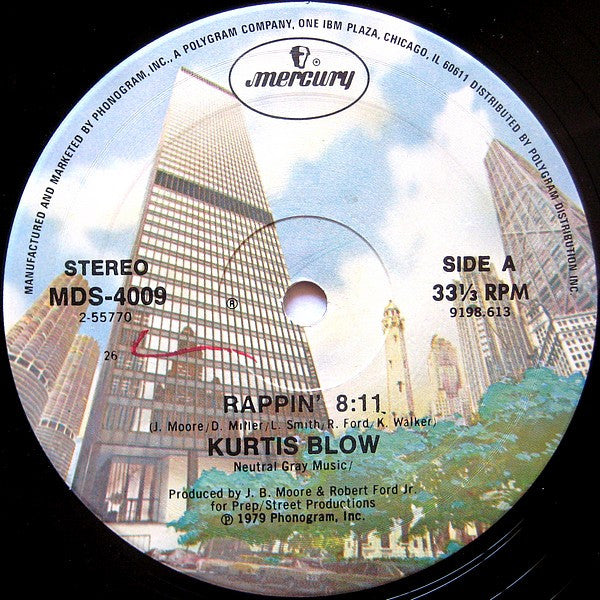 MANUFACTURED AND MARKETED BY PHONOGRAM, INC., A POLYGRAM COMPANY, ONE IBM PLAZA, CHICAGO, IL 60611 DISTRIBUTED BY POLYGRAM DISTRIBUTION INC
®
mercury
STEREO
MDS-4009
2-55770
26
®
SIDE A
33⅓ RPM
9198.613
RAPPIN' 8:11
(J. Moore/D. Miller/L. Smith/R. Ford/K. Walker)
KURTIS BLOW
Neutral Gray Music/
Produced by J. B. Moore & Robert Ford Jr.
for Prep/Street Productions
℗ 1979 Phonogram, Inc.